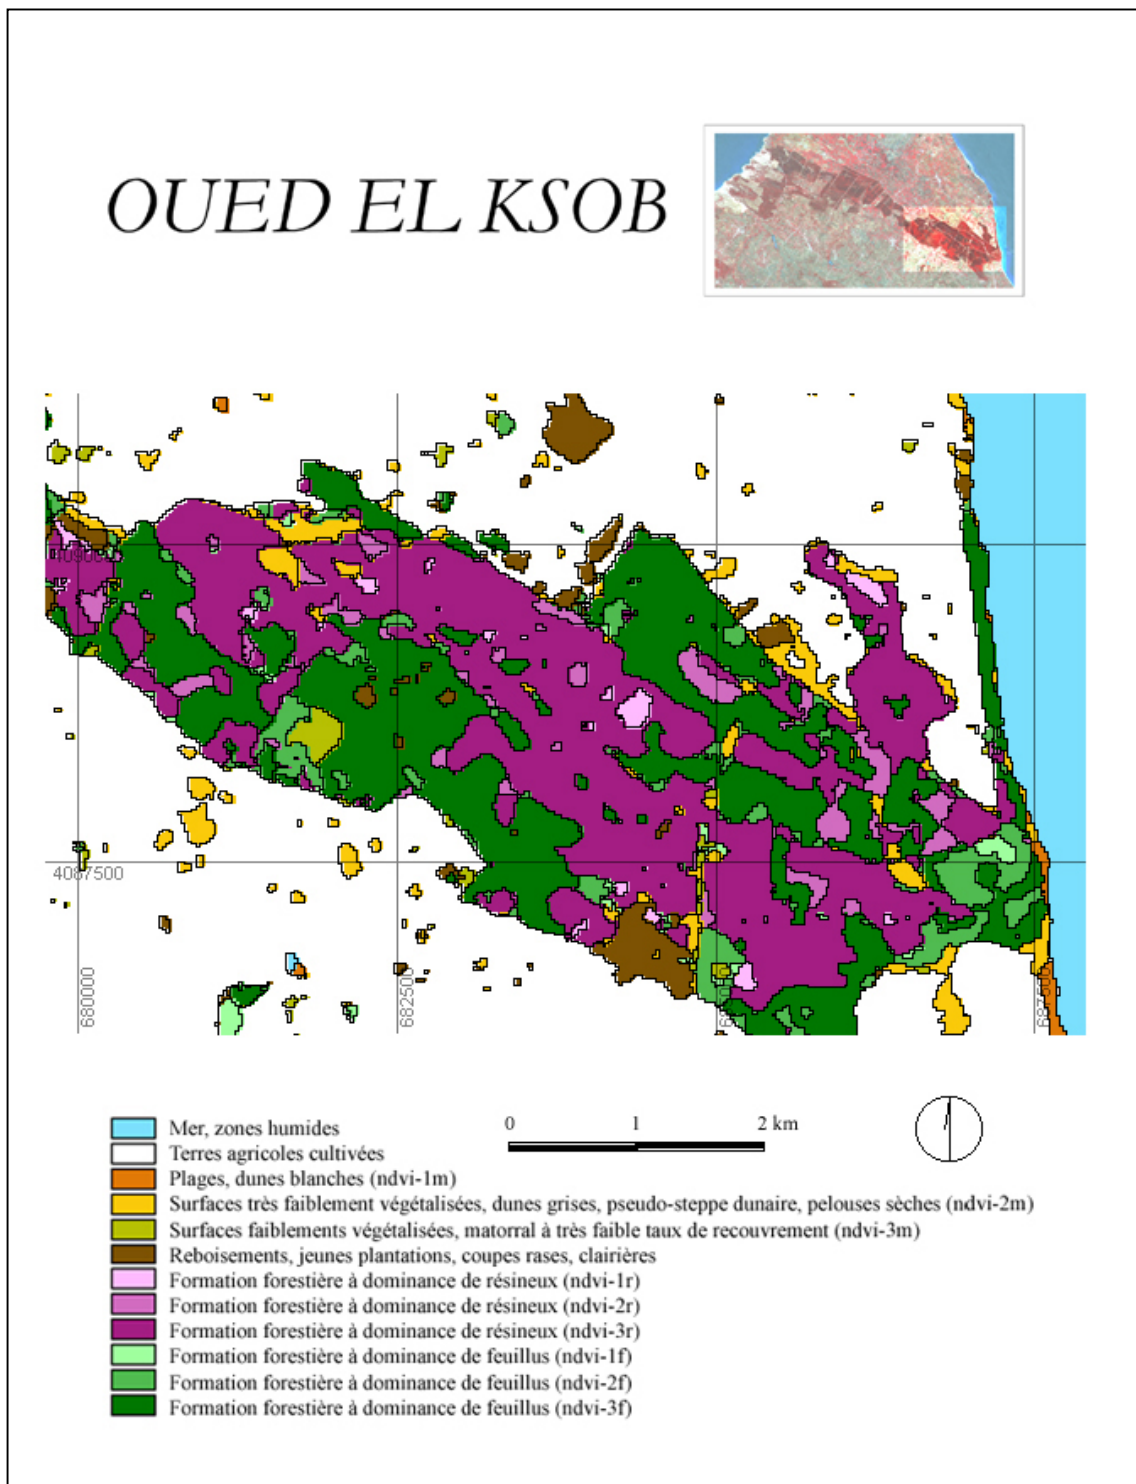 OUED EL KSOB
4087500
680000
682500
0 1 2 km
Mer, zones humides
Terres agricoles cultivées
Plages, dunes blanches (ndvi-1m)
Surfaces très faiblement végétalisées, dunes grises, pseudo-steppe dunaire, pelouses sèches (ndvi-2m)
Surfaces faiblements végétalisées, matorral à très faible taux de recouvrement (ndvi-3m)
Reboisements, jeunes plantations, coupes rases, clairières
Formation forestière à dominance de résineux (ndvi-1r)
Formation forestière à dominance de résineux (ndvi-2r)
Formation forestière à dominance de résineux (ndvi-3r)
Formation forestière à dominance de feuillus (ndvi-1f)
Formation forestière à dominance de feuillus (ndvi-2f)
Formation forestière à dominance de feuillus (ndvi-3f)